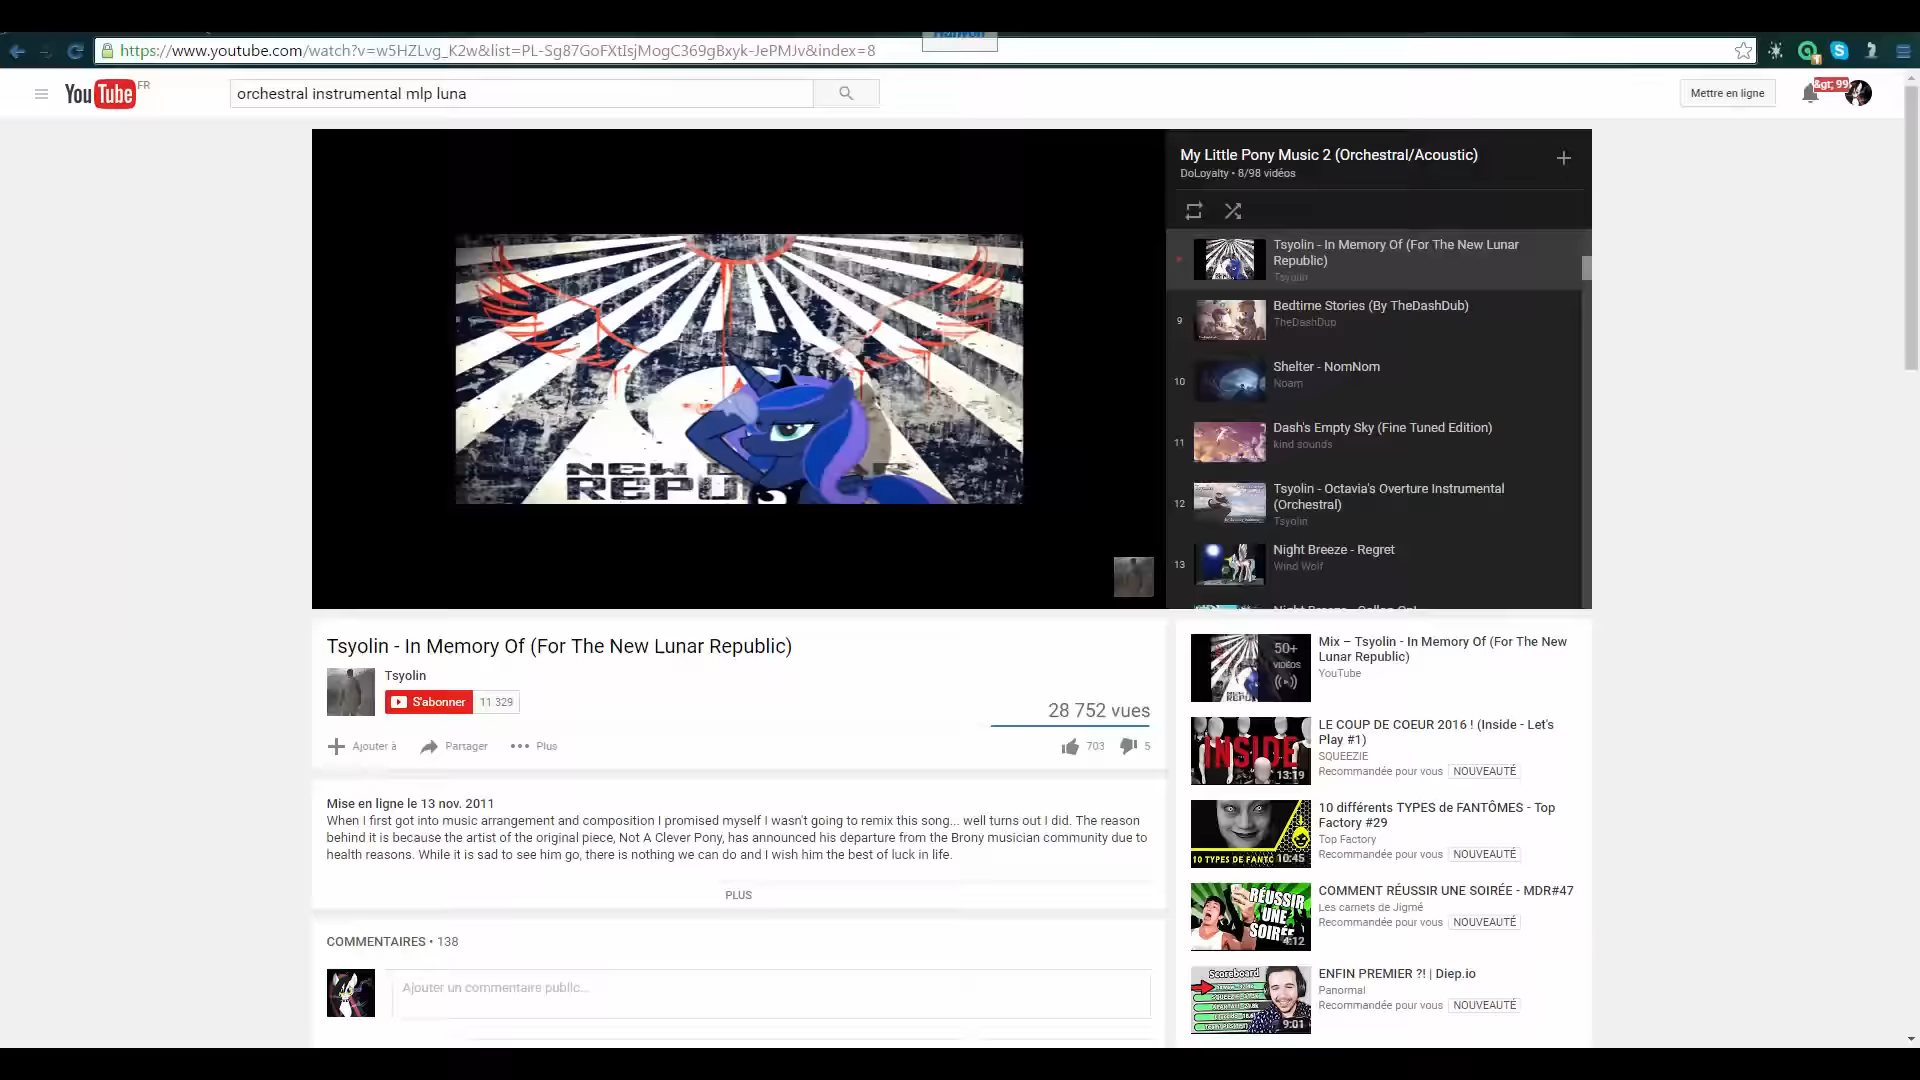 https://www.youtube.com/watch?v=w5HZLvg_K2w&list=PL-Sg87GoFXtIsjMogC369gBxyk-JePMJv&index=8
YouTube FR
orchestral instrumental mlp luna
Mettre en ligne
&gr; 99
My Little Pony Music 2 (Orchestral/Acoustic)
DoLoyalty • 8/98 vidéos
Tsyolin - In Memory Of (For The New Lunar
Republic)
Tsyolin
9
Bedtime Stories (By TheDashDub)
TheDashDup
10
Shelter - NomNom
Noam
11
Dash's Empty Sky (Fine Tuned Edition)
kind sounds
12
Tsyolin - Octavia's Overture Instrumental
(Orchestral)
Tsyolin
13
Night Breeze - Regret
Wind Wolf
NEW
Tsyolin - In Memory Of (For The New Lunar Republic)
Tsyolin
S'abonner 11 329
28 752 vues
Ajouter à Partager Plus
703 5
Mise en ligne le 13 nov. 2011
When I first got into music arrangement and composition I promised myself I wasn't going to remix this song... well turns out I did. The reason
behind it is because the artist of the original piece, Not A Clever Pony, has announced his departure from the Brony musician community due to
health reasons. While it is sad to see him go, there is nothing we can do and I wish him the best of luck in life.
PLUS
COMMENTAIRES • 138
Ajouter un commentaire public...
50+
VIDÉOS
Mix – Tsyolin - In Memory Of (For The New
Lunar Republic)
YouTube
INSIDE
13:19
LE COUP DE COEUR 2016 ! (Inside - Let's
Play #1)
SQUEEZIE
Recommandée pour vous NOUVEAUTÉ
10 TYPES DE FANTO
10:45
10 différents TYPES de FANTÔMES - Top
Factory #29
Top Factory
Recommandée pour vous NOUVEAUTÉ
RÉUSSIR
UNE
SOIRÉE
4:12
COMMENT RÉUSSIR UNE SOIRÉE - MDR#47
Les carnets de Jigmé
Recommandée pour vous NOUVEAUTÉ
Scoreboard
9:01
ENFIN PREMIER ?! | Diep.io
Panormal
Recommandée pour vous NOUVEAUTÉ